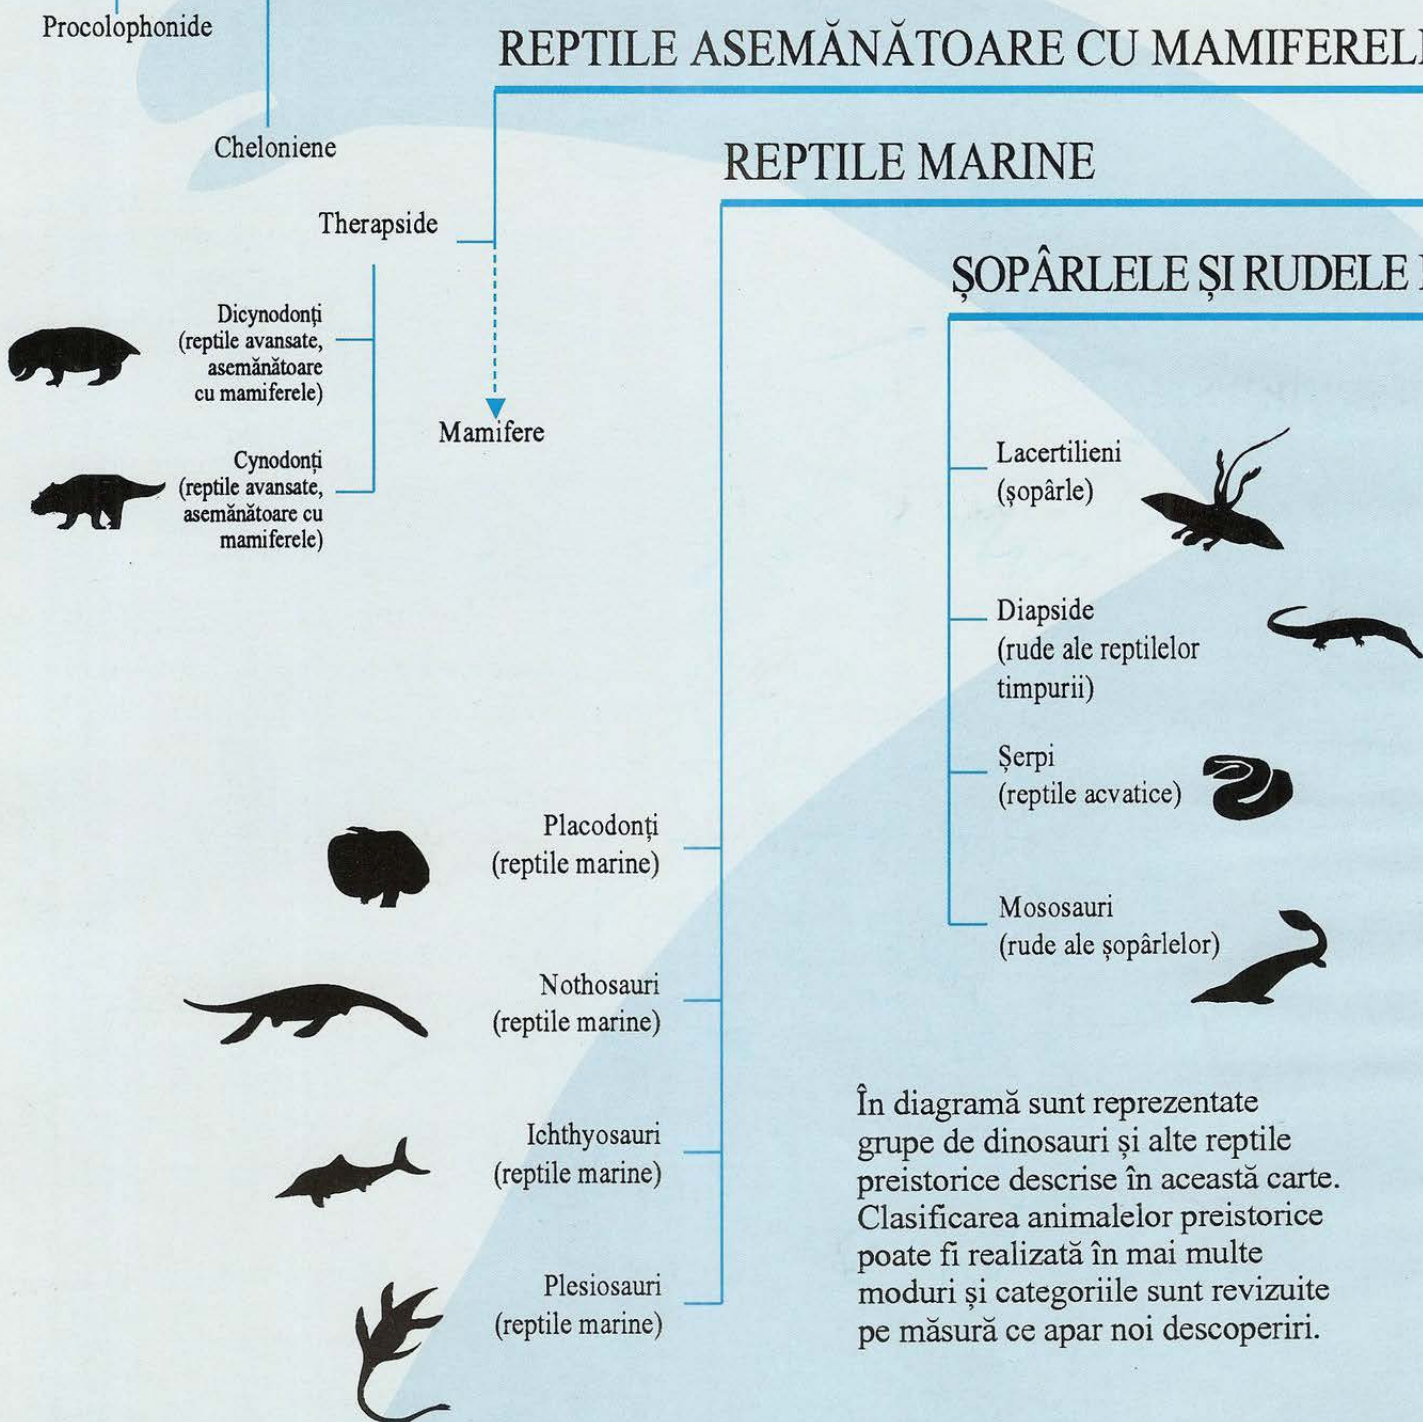 Procolophonide
REPTILE ASEMĂNĂTOARE CU MAMIFERELE
Cheloniene
REPTILE MARINE
Therapside
ȘOPÂRLELE ȘI RUDELE
Dicynodonți
(reptile avansate,
asemănătoare
cu mamiferele)
Mamifere
Cynodonți
(reptile avansate,
asemănătoare cu
mamiferele)
Lacertilieni
(șopârle)
Diapside
(rude ale reptilelor
timpurii)
Șerpi
(reptile acvatice)
Placodonți
(reptile marine)
Mososauri
(rude ale șopârlelor)
Nothosauri
(reptile marine)
Ichthyosauri
(reptile marine)
Plesiosauri
(reptile marine)
În diagramă sunt reprezentate
grupe de dinosauri și alte reptile
preistorice descrise în această carte.
Clasificarea animalelor preistorice
poate fi realizată în mai multe
moduri și categoriile sunt revizuite
pe măsură ce apar noi descoperiri.